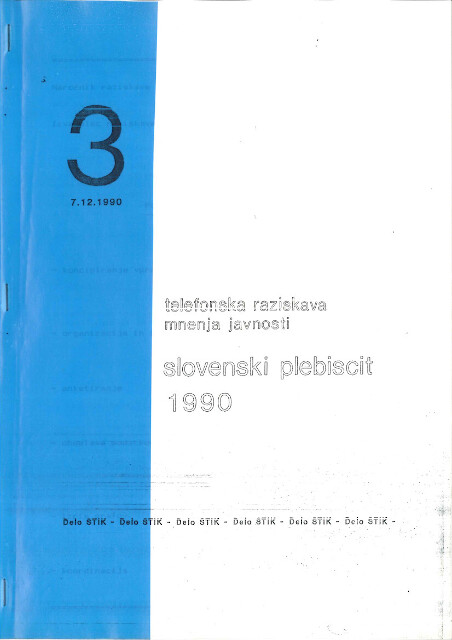 3
7.12.1990
telefonska raziskava
mnenja javnosti
slovenski plebiscit
1990
Delo STIK - Delo STIK - Delo STIK - Delo STIK - Delo STIK - Delo STIK -